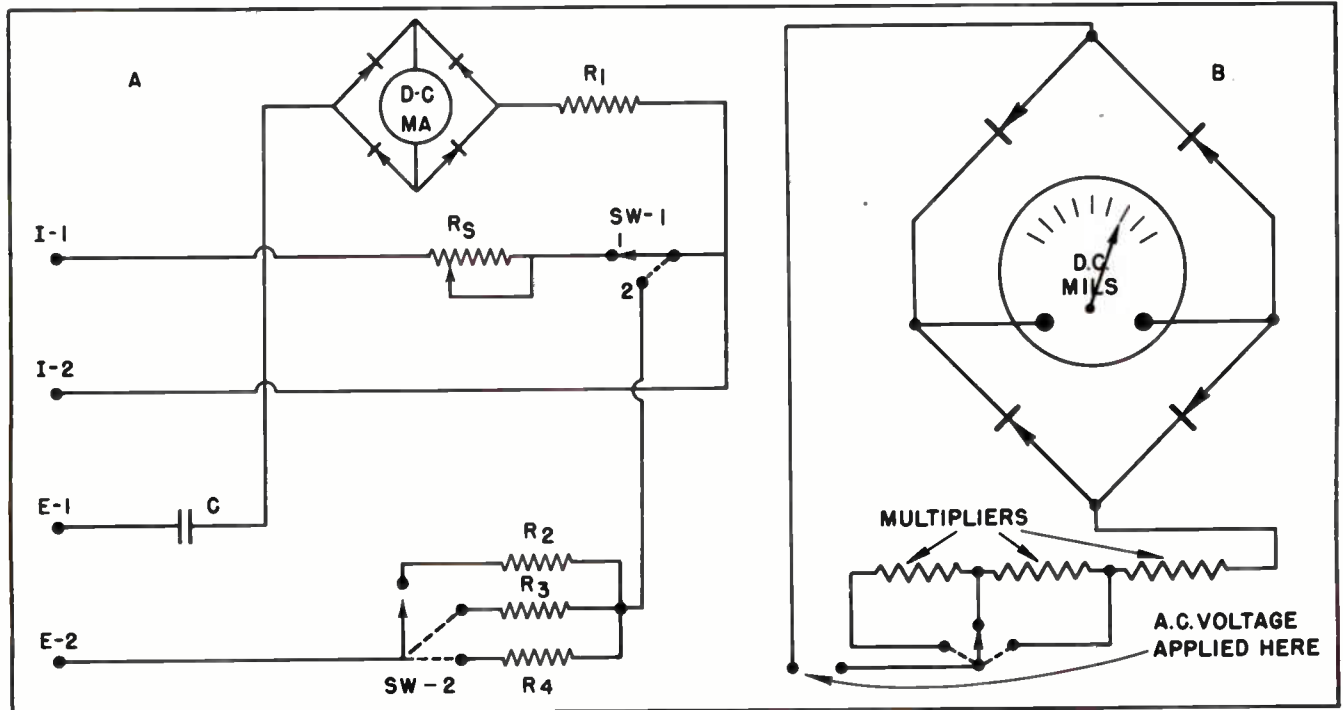 A
D-C
MA
R1
I-1
RS
SW-1
1
2
I-2
E-1
C
R2
R3
E-2
SW-2
R4
B
D.C.
MILS
MULTIPLIERS
A.C. VOLTAGE
APPLIED HERE